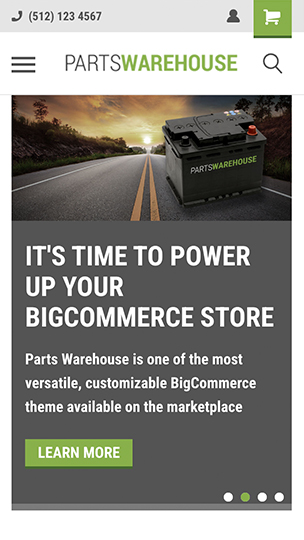 (512) 123 4567
PARTSWAREHOUSE
PARTSWAREHOUSE
IT'S TIME TO POWER
UP YOUR
BIGCOMMERCE STORE
Parts Warehouse is one of the most
versatile, customizable BigCommerce
theme available on the marketplace
LEARN MORE